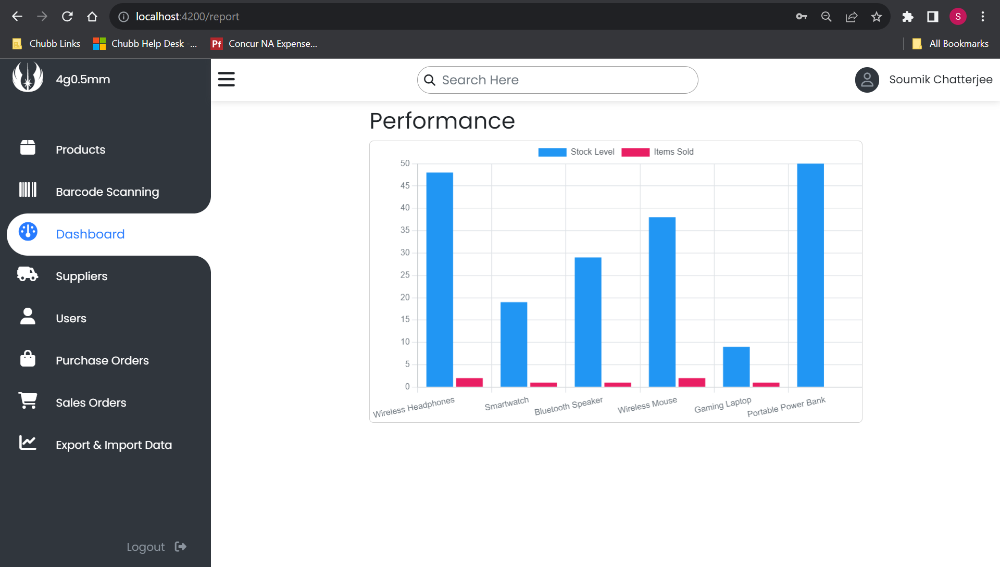 localhost:4200/report
S
Chubb Links
Chubb Help Desk -...
Pf
Concur NA Expense...
All Bookmarks
4g0.5mm
Search Here
Soumik Chatterjee
Products
Barcode Scanning
Dashboard
Suppliers
Users
Purchase Orders
Sales Orders
Export & Import Data
Logout
Performance
Stock Level
Items Sold
50
45
40
35
30
25
20
15
10
5
0
Wireless Headphones
Smartwatch
Bluetooth Speaker
Wireless Mouse
Gaming Laptop
Portable Power Bank